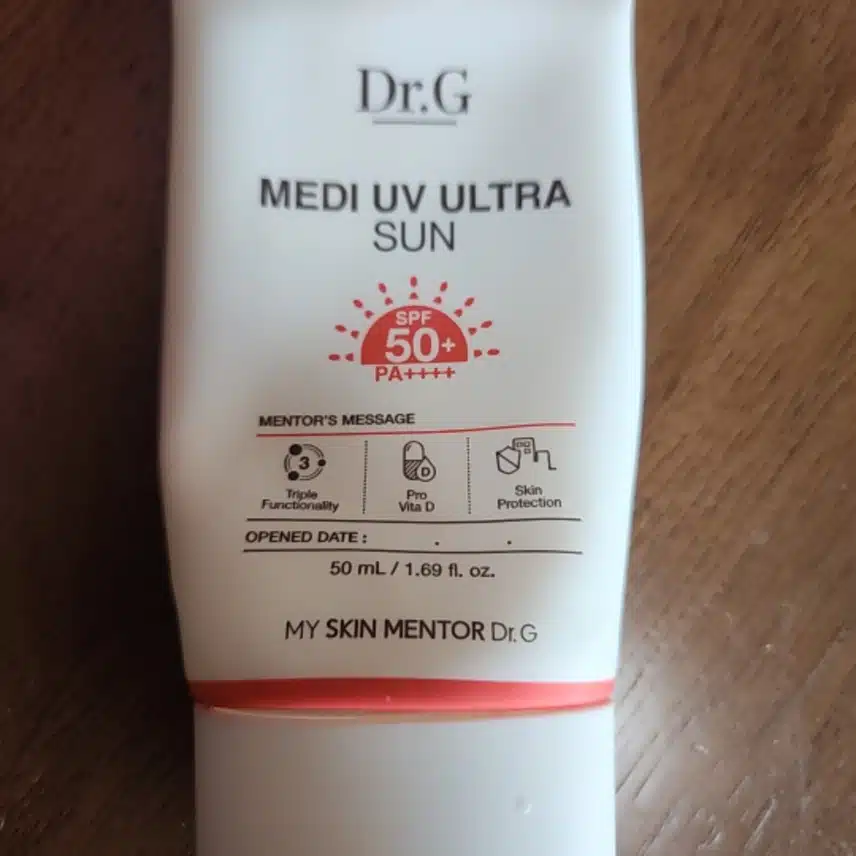 Dr.G
MEDI UV ULTRA
SUN
SPF
50+
PA++++
MENTOR'S MESSAGE
3
Triple
Functionality
D
Pro
Vita D
Skin
Protection
OPENED DATE : . .
50 mL / 1.69 fl. oz.
MY SKIN MENTOR Dr.G